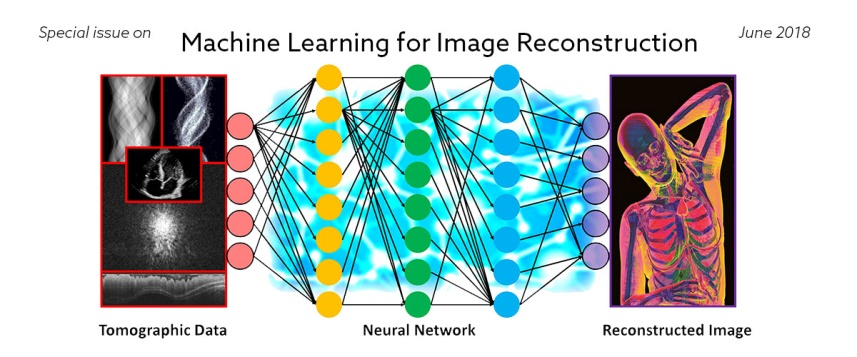 Special issue on
Machine Learning for Image Reconstruction
June 2018
Tomographic Data
Neural Network
Reconstructed Image